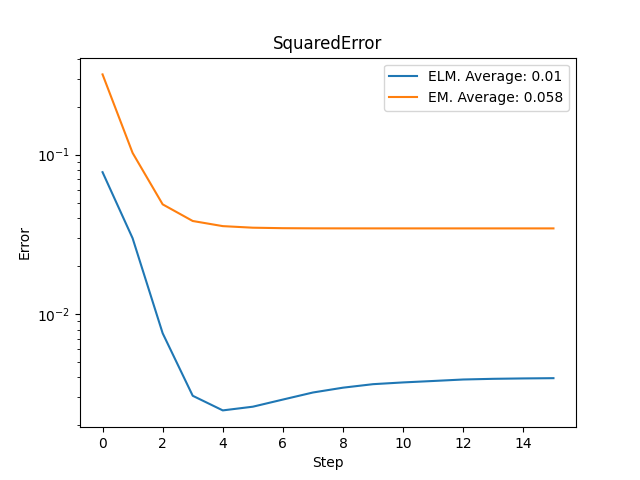 SquaredError
ELM. Average: 0.01
EM. Average: 0.058
Error
10⁻¹
10⁻²
0 2 4 6 8 10 12 14
Step